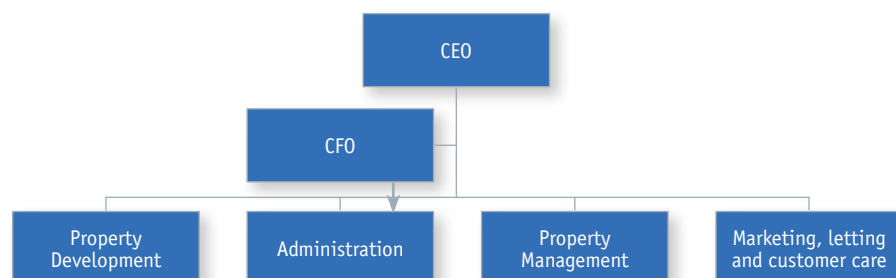 CEO
CFO
Property
Development
Administration
Property
Management
Marketing, letting
and customer care